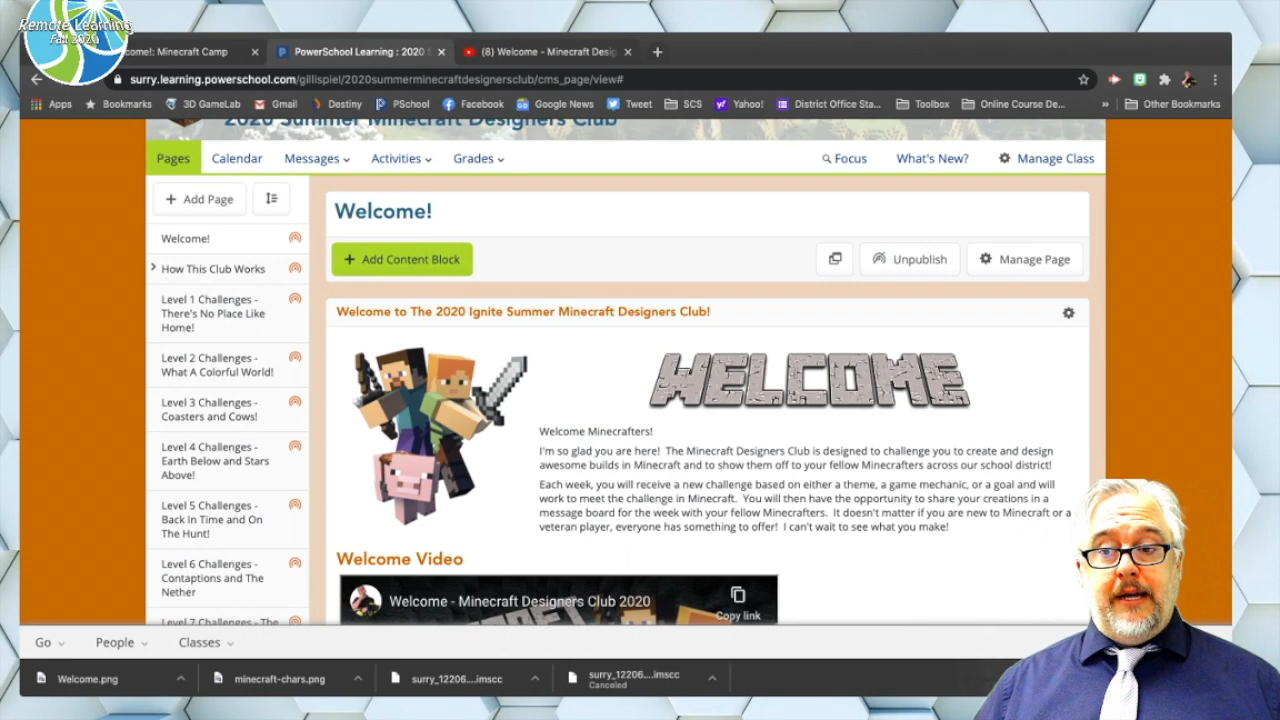 Remote Learning
Fall 2020
come!: Minecraft Camp
PowerSchool Learning : 2020
(8) Welcome - Minecraft Desig
surry.learning.powerschool.com/gillispiel/2020summerminecraftdesignersclub/cms_page/view#
Apps Bookmarks 3D GameLab Gmail Destiny PSchool Facebook Google News Tweet SCS Yahoo! District Office Sta... Toolbox Online Course De... » Other Bookmarks
2020 Summer Minecraft Designers Club
Pages Calendar Messages Activities Grades Focus What's New? Manage Class
+ Add Page
Welcome!
How This Club Works
Level 1 Challenges -
There's No Place Like
Home!
Level 2 Challenges -
What A Colorful World!
Level 3 Challenges -
Coasters and Cows!
Level 4 Challenges -
Earth Below and Stars
Above!
Level 5 Challenges -
Back In Time and On
The Hunt!
Level 6 Challenges -
Contaptions and The
Nether
Level 7 Challenges - The
Welcome!
+ Add Content Block
Unpublish
Manage Page
Welcome to The 2020 Ignite Summer Minecraft Designers Club!
WELCOME
Welcome Minecrafters!
I'm so glad you are here! The Minecraft Designers Club is designed to challenge you to create and design
awesome builds in Minecraft and to show them off to your fellow Minecrafters across our school district!
Each week, you will receive a new challenge based on either a theme, a game mechanic, or a goal and will
work to meet the challenge in Minecraft. You will then have the opportunity to share your creations in a
message board for the week with your fellow Minecrafters. It doesn't matter if you are new to Minecraft or a
veteran player, everyone has something to offer! I can't wait to see what you make!
Welcome Video
Welcome - Minecraft Designers Club 2020
Copy link
Go People Classes
Welcome.png
minecraft-chars.png
surry_12206....imscc
surry_12206....imscc
Canceled